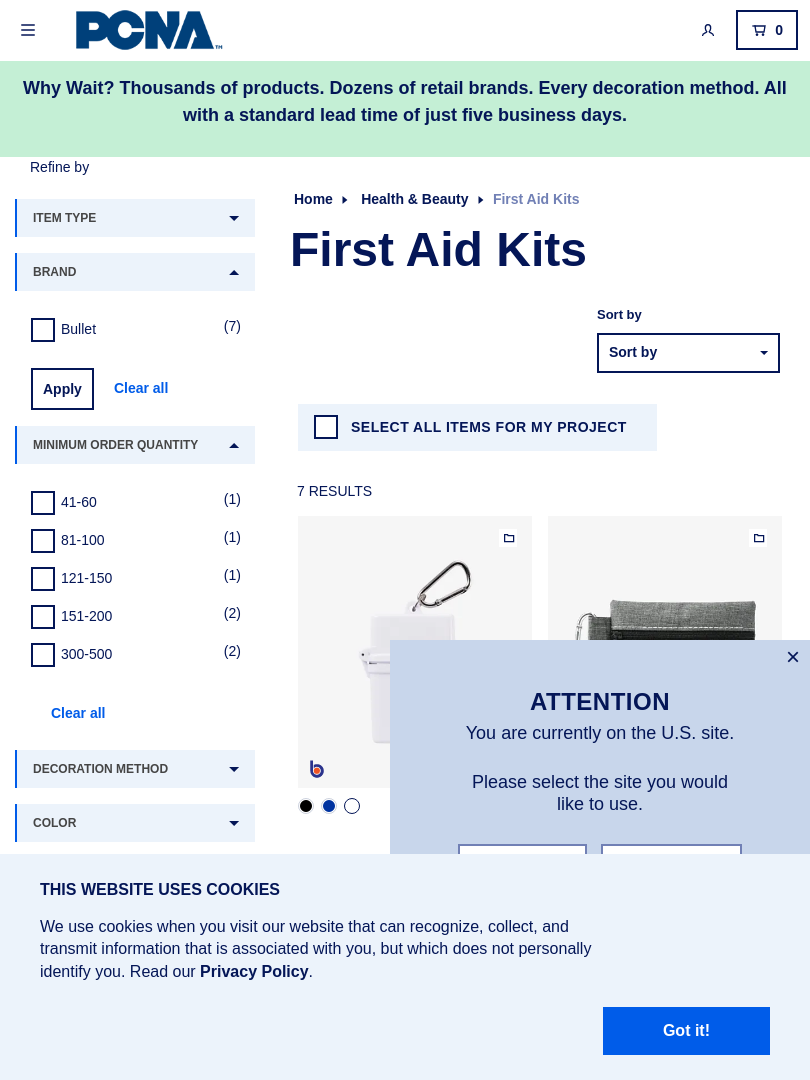 PCNA™
0
Why Wait? Thousands of products. Dozens of retail brands. Every decoration method. All
with a standard lead time of just five business days.
Refine by
ITEM TYPE
BRAND
Bullet (7)
Apply Clear all
MINIMUM ORDER QUANTITY
41-60 (1)
81-100 (1)
121-150 (1)
151-200 (2)
300-500 (2)
Clear all
DECORATION METHOD
COLOR
Home Health & Beauty First Aid Kits
First Aid Kits
Sort by
Sort by
SELECT ALL ITEMS FOR MY PROJECT
7 RESULTS
b
ATTENTION
You are currently on the U.S. site.
Please select the site you would
like to use.
THIS WEBSITE USES COOKIES
We use cookies when you visit our website that can recognize, collect, and
transmit information that is associated with you, but which does not personally
identify you. Read our Privacy Policy.
Got it!